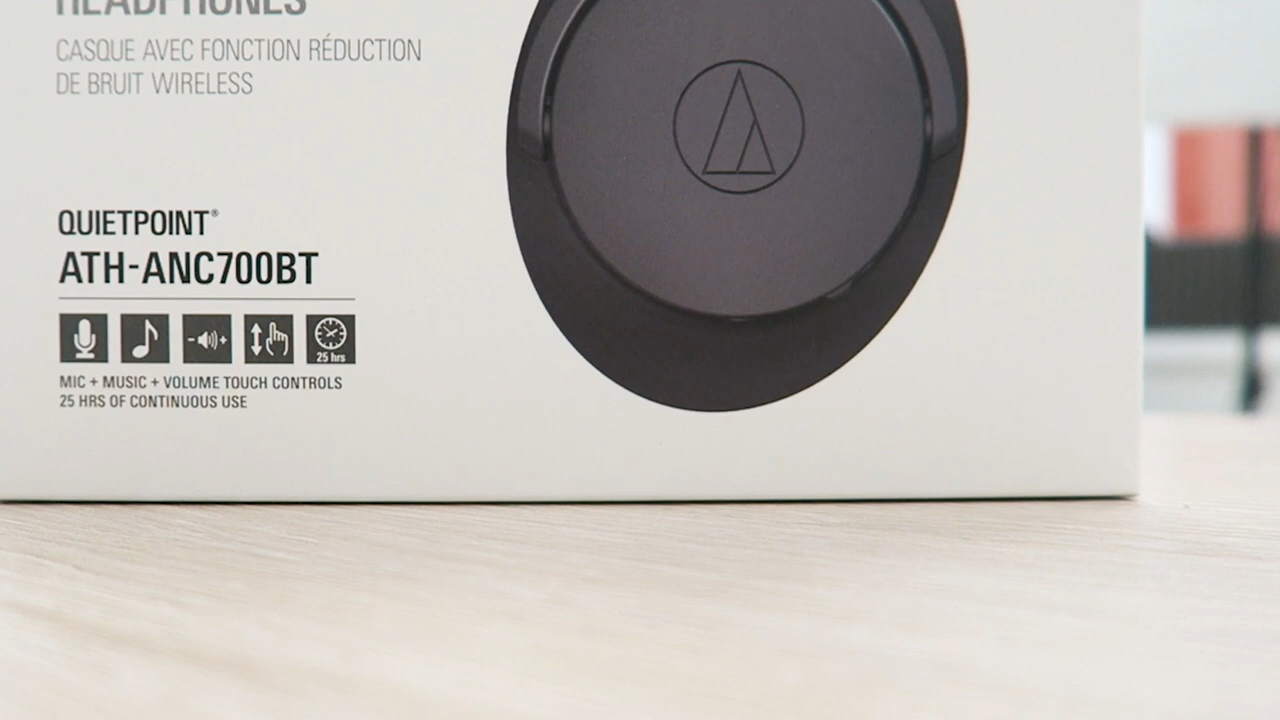 HEADPHONES
CASQUE AVEC FONCTION RÉDUCTION
DE BRUIT WIRELESS
QUIETPOINT®
ATH-ANC700BT
25 hrs
MIC + MUSIC + VOLUME TOUCH CONTROLS
25 HRS OF CONTINUOUS USE